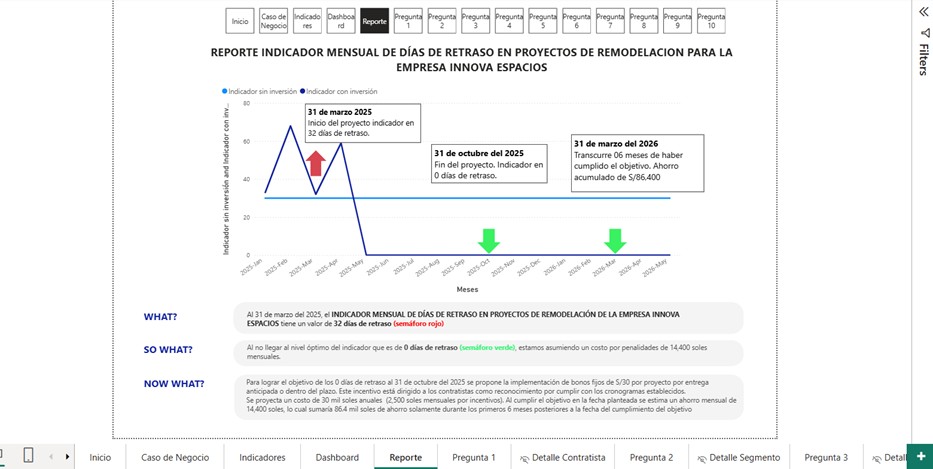 Inicio
Caso de Negocio
Indicado res
Dashboa rd
Reporte
Pregunta 1
Pregunta 2
Pregunta 3
Pregunta 4
Pregunta 5
Pregunta 6
Pregunta 7
Pregunta 8
Pregunta 9
Pregunta 10
Filters
REPORTE INDICADOR MENSUAL DE DÍAS DE RETRASO EN PROYECTOS DE REMODELACION PARA LA
EMPRESA INNOVA ESPACIOS
Indicador sin inversión
Indicador con inversión
Indicador sin inversión and Indicador con inv...
80
60
40
20
0
31 de marzo 2025
Inicio del proyecto indicador en
32 días de retraso.
31 de octubre del 2025
Fin del proyecto. Indicador en
0 días de retraso.
31 de marzo del 2026
Transcurre 06 meses de haber
cumplido el objetivo. Ahorro
acumulado de S/86,400
2025-Jan
2025-Feb
2025-Mar
2025-Apr
2025-May
2025-Jun
2025-Jul
2025-Aug
2025-Sep
2025-Oct
2025-Nov
2025-Dec
2026-Jan
2026-Feb
2026-Mar
2026-Apr
2026-May
Meses
WHAT?
Al 31 de marzo del 2025, el INDICADOR MENSUAL DE DÍAS DE RETRASO EN PROYECTOS DE REMODELACIÓN DE LA EMPRESA INNOVA
ESPACIOS tiene un valor de 32 días de retraso (semáforo rojo)
SO WHAT?
Al no llegar al nivel óptimo del indicador que es de 0 días de retraso (semáforo verde), estamos asumiendo un costo por penalidades de 14,400 soles
mensuales.
NOW WHAT?
Para lograr el objetivo de los 0 días de retraso al 31 de octubre del 2025 se propone la implementación de bonos fijos de S/30 por proyecto por entrega
anticipada o dentro del plazo. Este incentivo está dirigido a los contratistas como reconocimiento por cumplir con los cronogramas establecidos.
Se proyecta un costo de 30 mil soles anuales (2,500 soles mensuales por incentivos). Al cumplir el objetivo en la fecha planteada se estima un ahorro mensual de
14,400 soles, lo cual sumaría 86.4 mil soles de ahorro solamente durante los primeros 6 meses posteriores a la fecha del cumplimiento del objetivo
Inicio
Caso de Negocio
Indicadores
Dashboard
Reporte
Pregunta 1
Detalle Contratista
Pregunta 2
Detalle Segmento
Pregunta 3
Detall